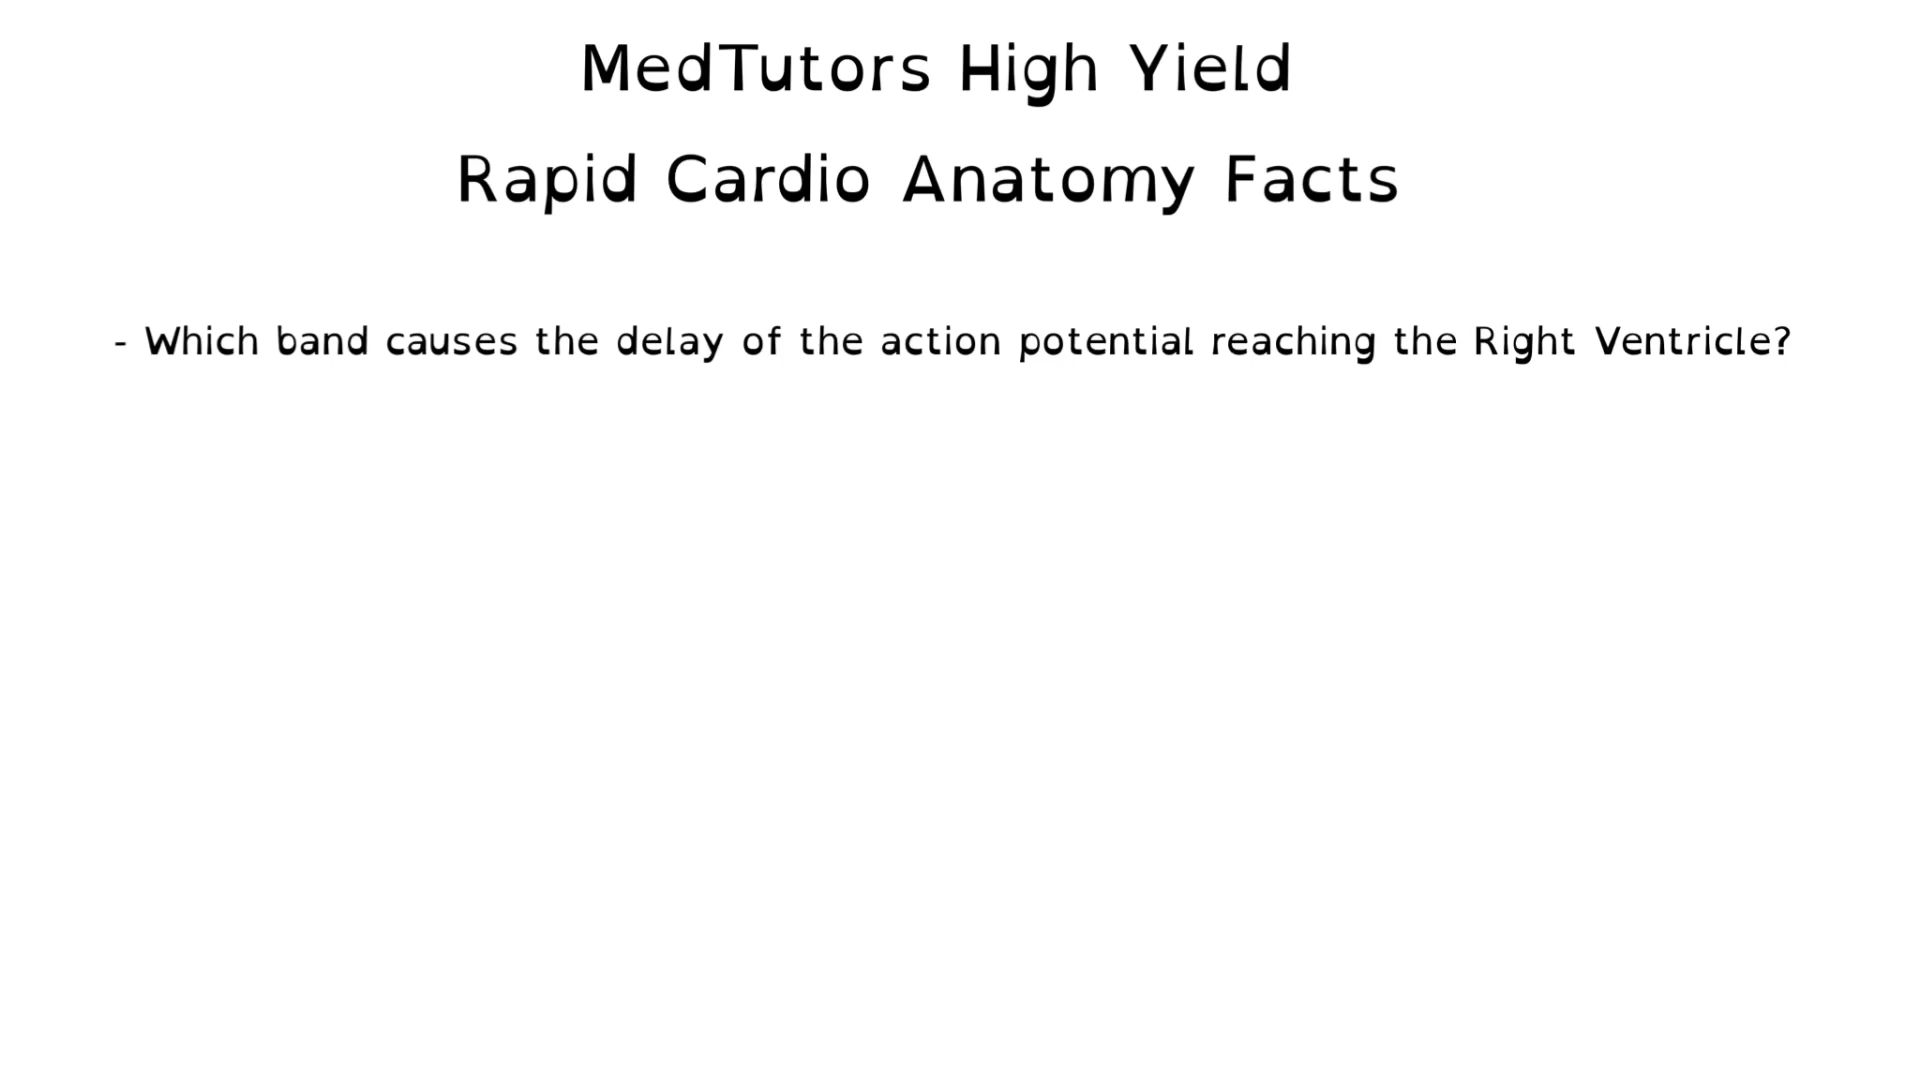 MedTutors High Yield
Rapid Cardio Anatomy Facts
- Which band causes the delay of the action potential reaching the Right Ventricle?